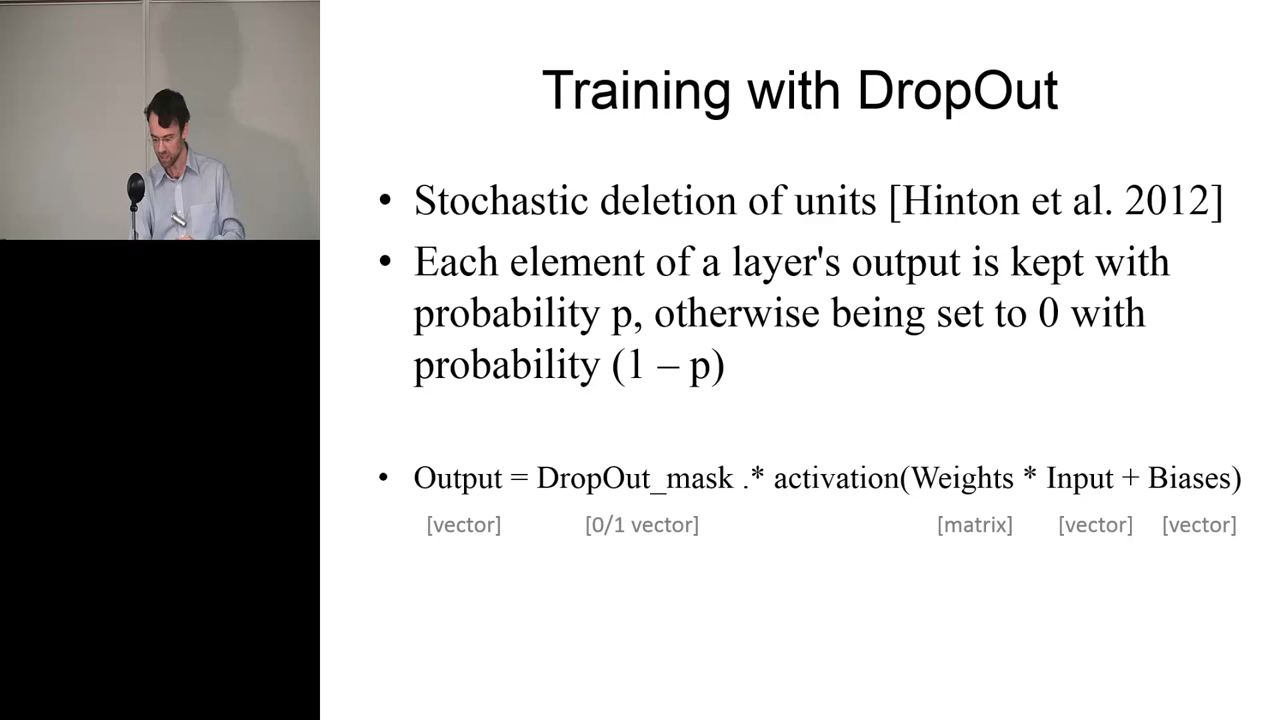 Training with DropOut
• Stochastic deletion of units [Hinton et al. 2012]
• Each element of a layer's output is kept with
probability p, otherwise being set to 0 with
probability (1 – p)
• Output = DropOut_mask .* activation(Weights * Input + Biases)
[vector] [0/1 vector] [matrix] [vector] [vector]